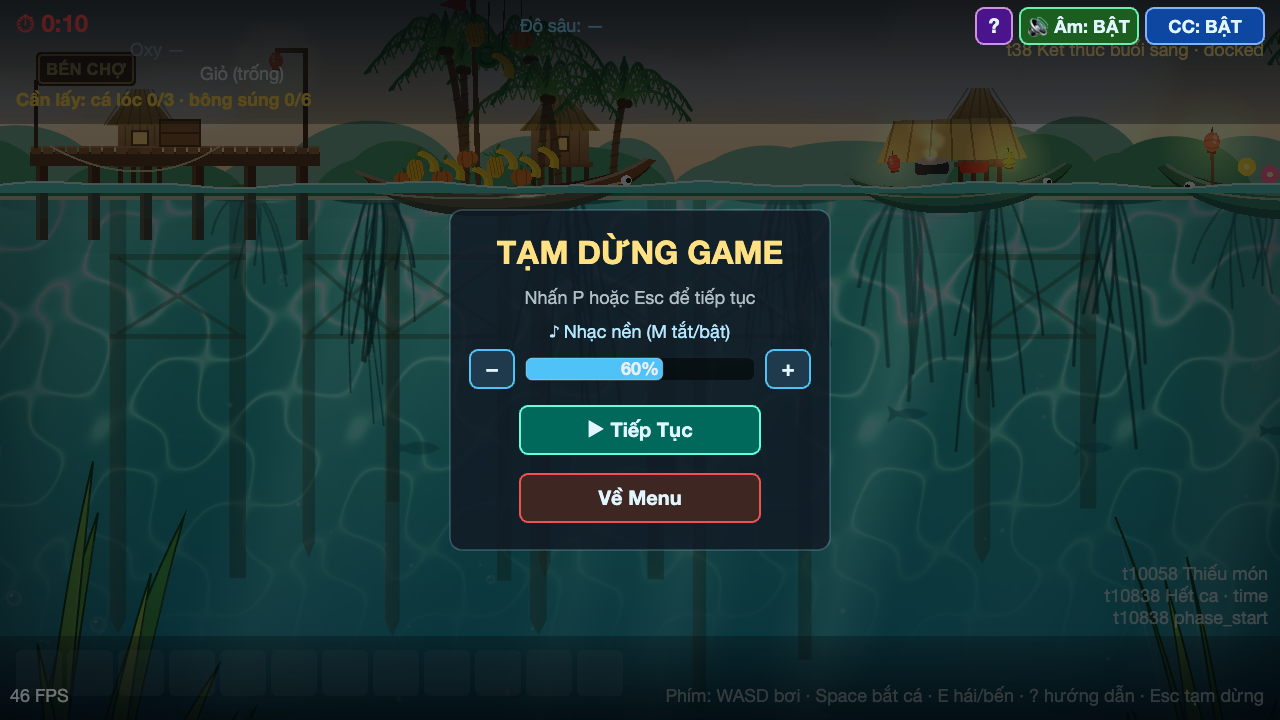 0:10
Độ sâu: —
?
Âm: BẬT
CC: BẬT
Oxy —
t38 Kết thúc buổi sáng · docked
BÉN CHỢ
Giỏ (trống)
Cần lấy: cá lóc 0/3 · bông súng 0/6
TẠM DỪNG GAME
Nhấn P hoặc Esc để tiếp tục
♪ Nhạc nền (M tắt/bật)
− 60% +
▶ Tiếp Tục
Về Menu
t10058 Thiếu món
t10838 Hết ca · time
t10838 phase_start
46 FPS
Phím: WASD bơi · Space bắt cá · E hái/bến · ? hướng dẫn · Esc tạm dừng